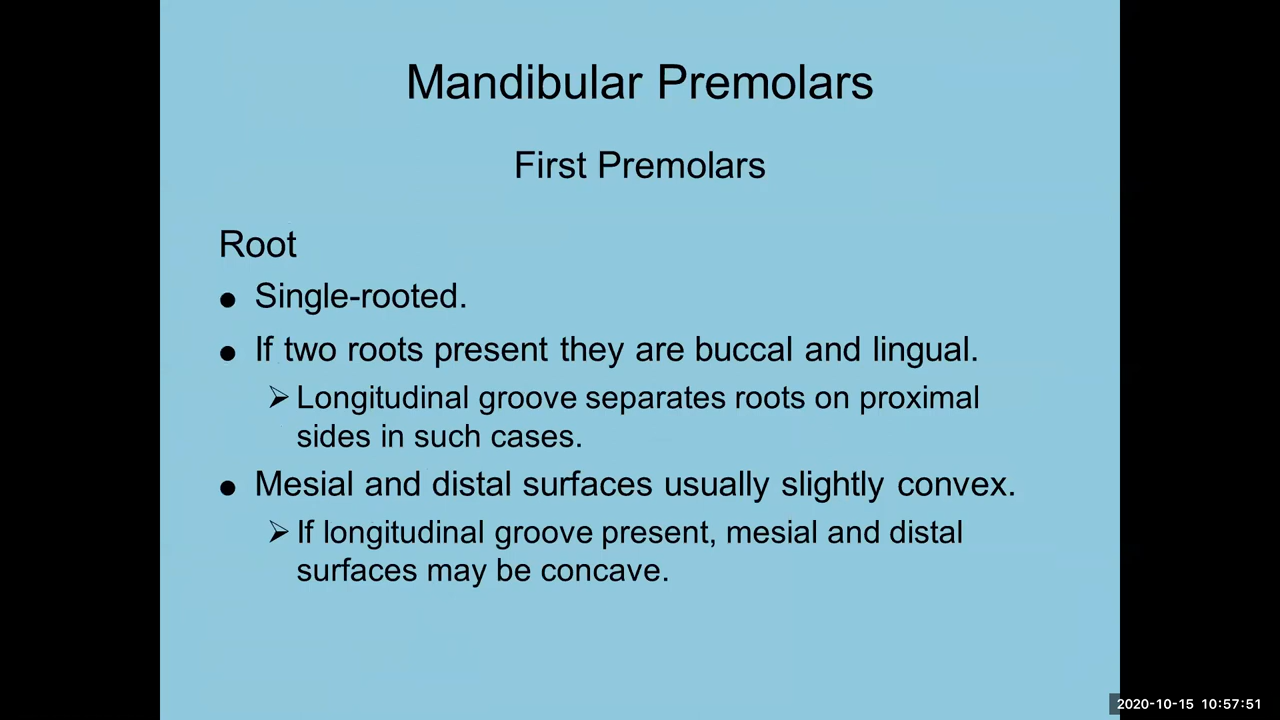 Mandibular Premolars
First Premolars
Root
● Single-rooted.
● If two roots present they are buccal and lingual.
➢ Longitudinal groove separates roots on proximal
sides in such cases.
● Mesial and distal surfaces usually slightly convex.
➢ If longitudinal groove present, mesial and distal
surfaces may be concave.
2020-10-15 10:57:51